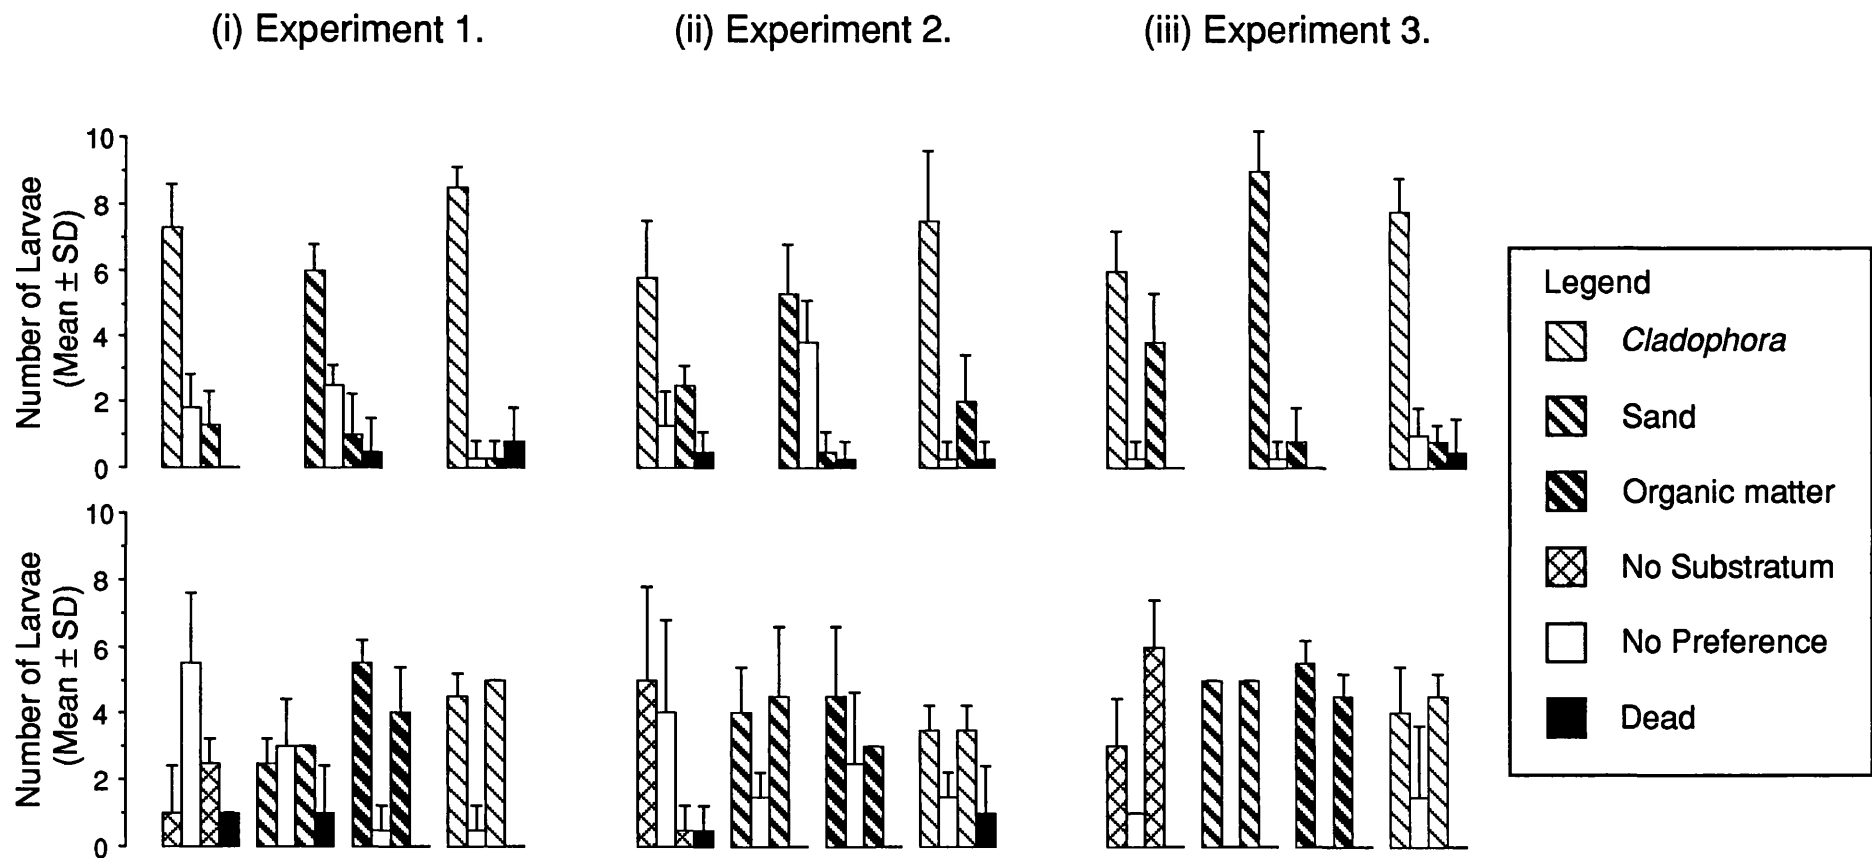 (i) Experiment 1.
(ii) Experiment 2.
(iii) Experiment 3.
Number of Larvae
(Mean ± SD)
10
8
6
4
2
0
Number of Larvae
(Mean ± SD)
10
8
6
4
2
0
Legend
Cladophora
Sand
Organic matter
No Substratum
No Preference
Dead